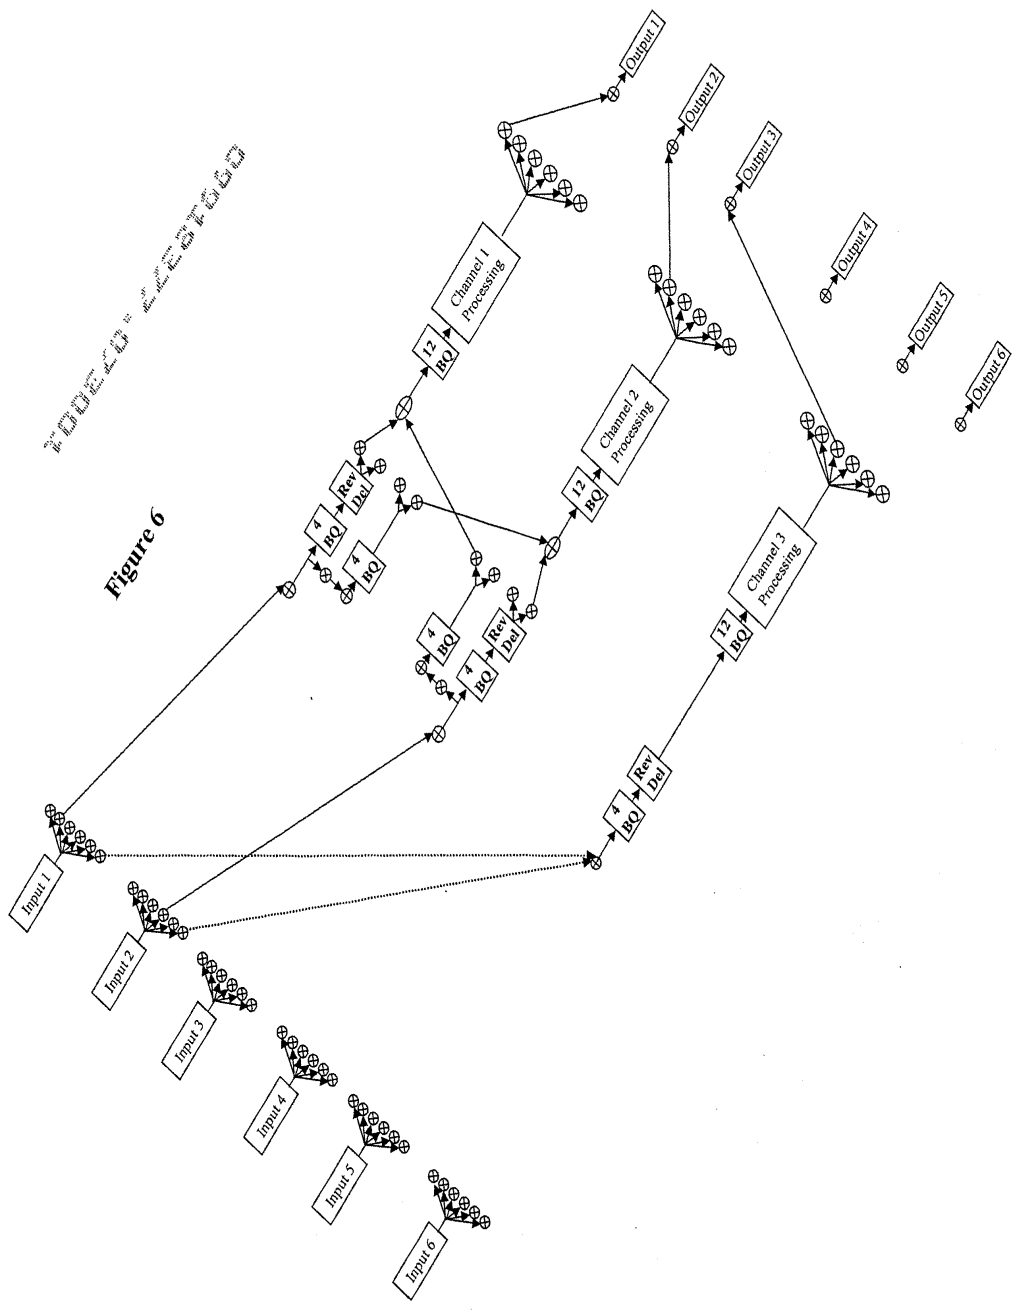 Figure 6
Input 1
Input 2
Input 3
Input 4
Input 5
Input 6
4
BQ
Rev
Del
4
BQ
12
BQ
Channel 1
Processing
4
BQ
4
BQ
Rev
Del
12
BQ
Channel 2
Processing
4
BQ
Rev
Del
12
BQ
Channel 3
Processing
Output 1
Output 2
Output 3
Output 4
Output 5
Output 6